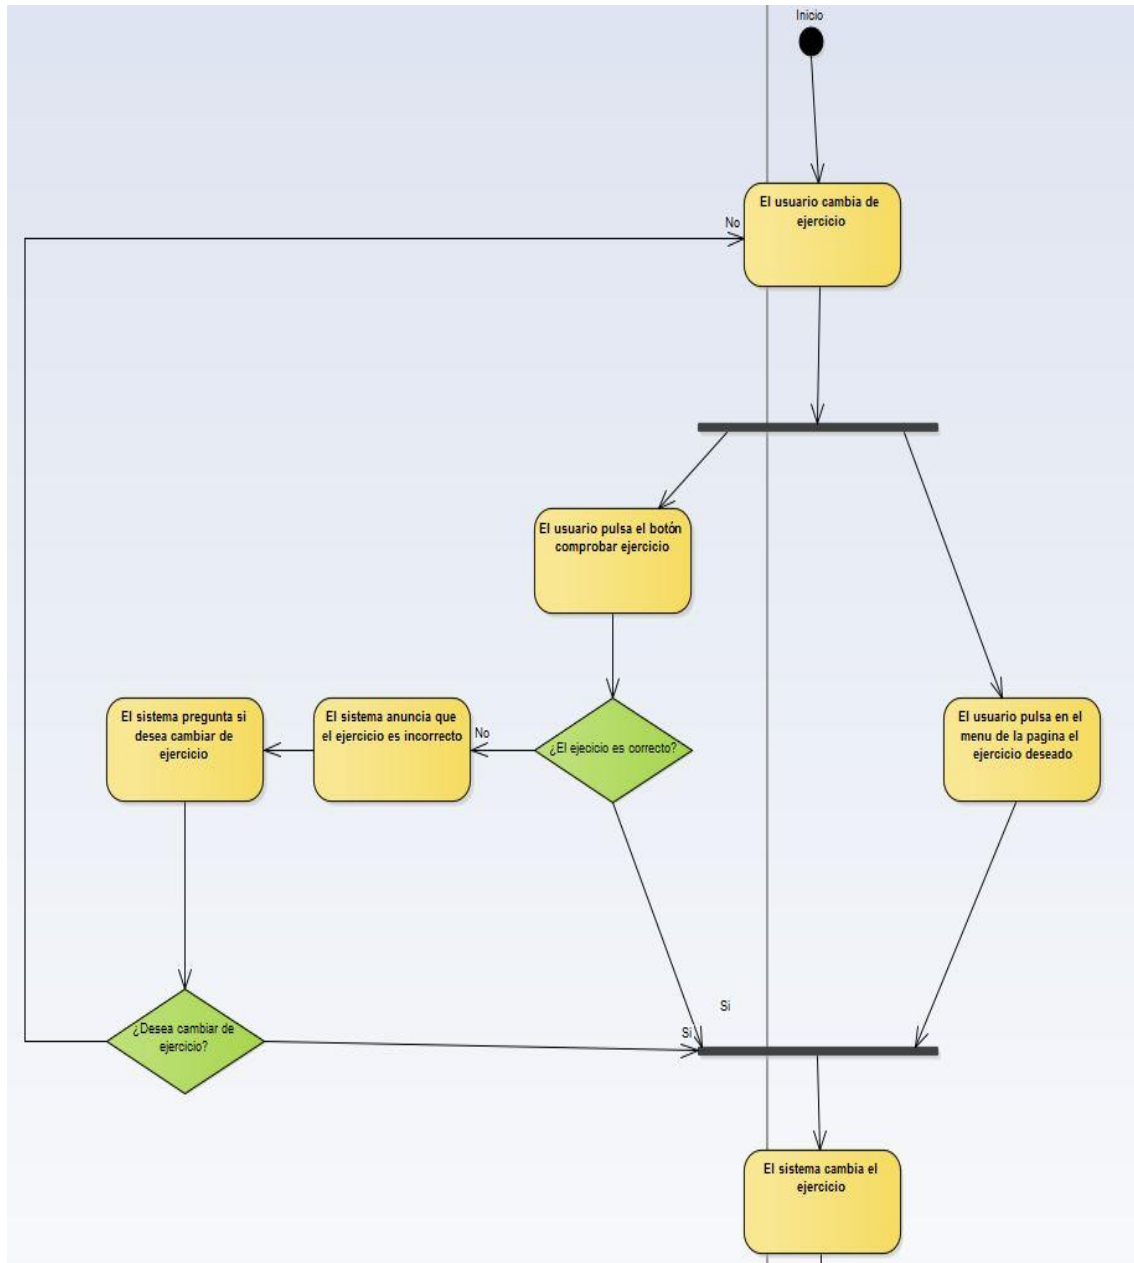 Inicio
El usuario cambia de
ejercicio
No
El usuario pulsa el botón
comprobar ejercicio
El sistema pregunta si
desea cambiar de
ejercicio
El sistema anuncia que
el ejercicio es incorrecto
No
¿El ejecicio es correcto?
El usuario pulsa en el
menu de la pagina el
ejercicio deseado
¿Desea cambiar de
ejercicio?
Si
Si
El sistema cambia el
ejercicio